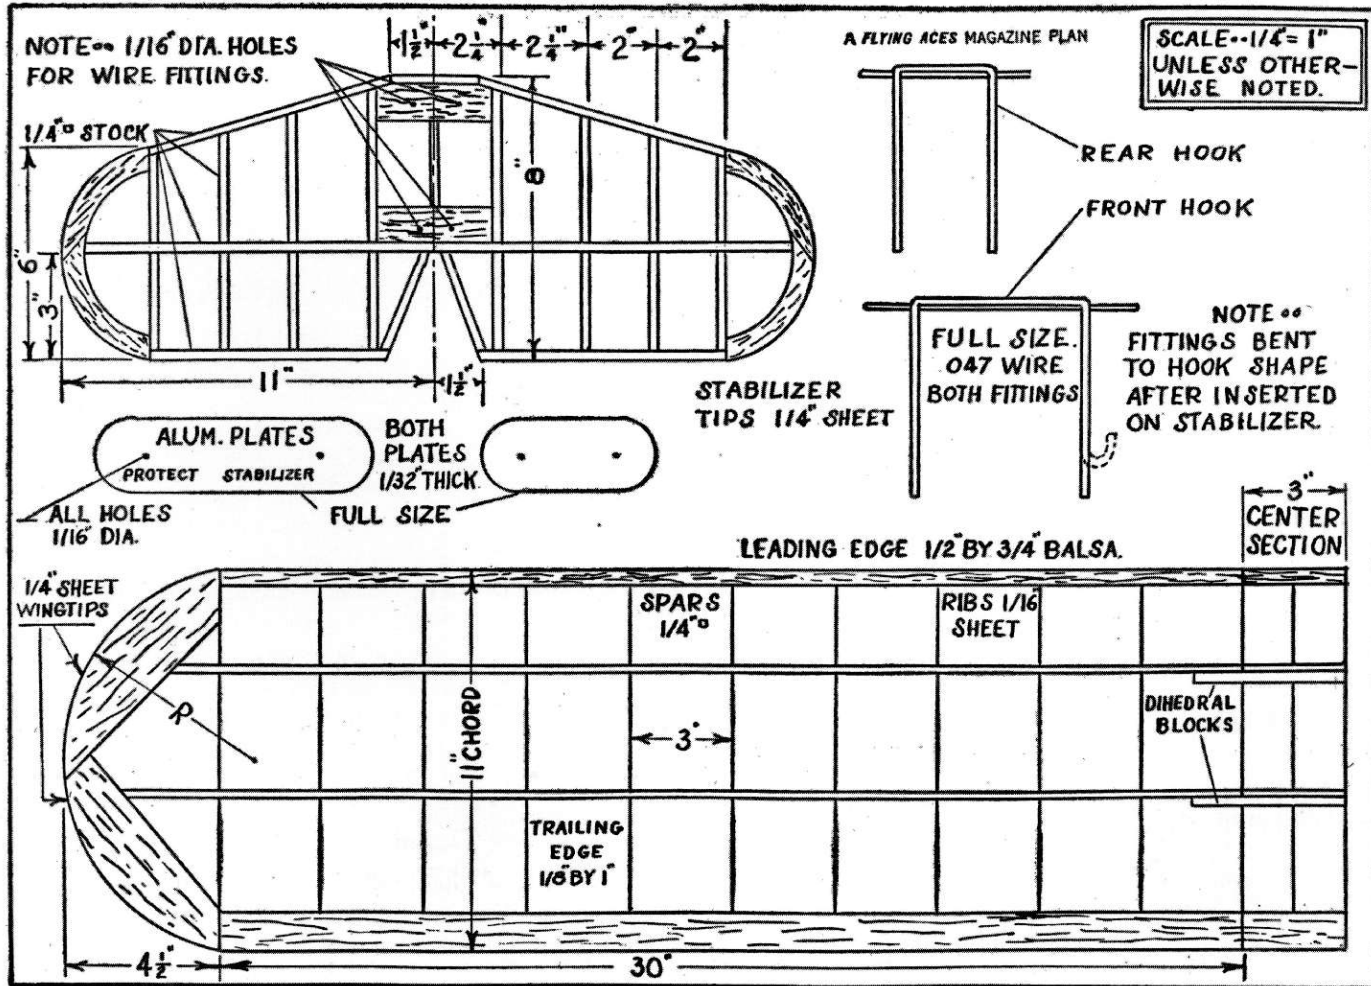 NOTE•• 1/16" DIA. HOLES
FOR WIRE FITTINGS.
1 1/2"
2 1/4"
2 1/4"
2"
2"
A FLYING ACES MAGAZINE PLAN
SCALE••1/4"= 1"
UNLESS OTHER-
WISE NOTED.
1/4"□ STOCK
8"
REAR HOOK
FRONT HOOK
6"
3"
11"
1 1/2"
STABILIZER
TIPS 1/4" SHEET
FULL SIZE.
.047 WIRE
BOTH FITTINGS
NOTE ••
FITTINGS BENT
TO HOOK SHAPE
AFTER INSERTED
ON STABILIZER.
ALUM. PLATES
PROTECT STABILIZER
BOTH
PLATES
1/32" THICK.
ALL HOLES
1/16" DIA.
FULL SIZE
3"
CENTER
SECTION
LEADING EDGE 1/2" BY 3/4" BALSA.
1/4" SHEET
WINGTIPS
SPARS
1/4"□
RIBS 1/16"
SHEET
R
11" CHORD
3"
DIHEDRAL
BLOCKS
TRAILING
EDGE
1/8" BY 1"
4 1/2"
30"